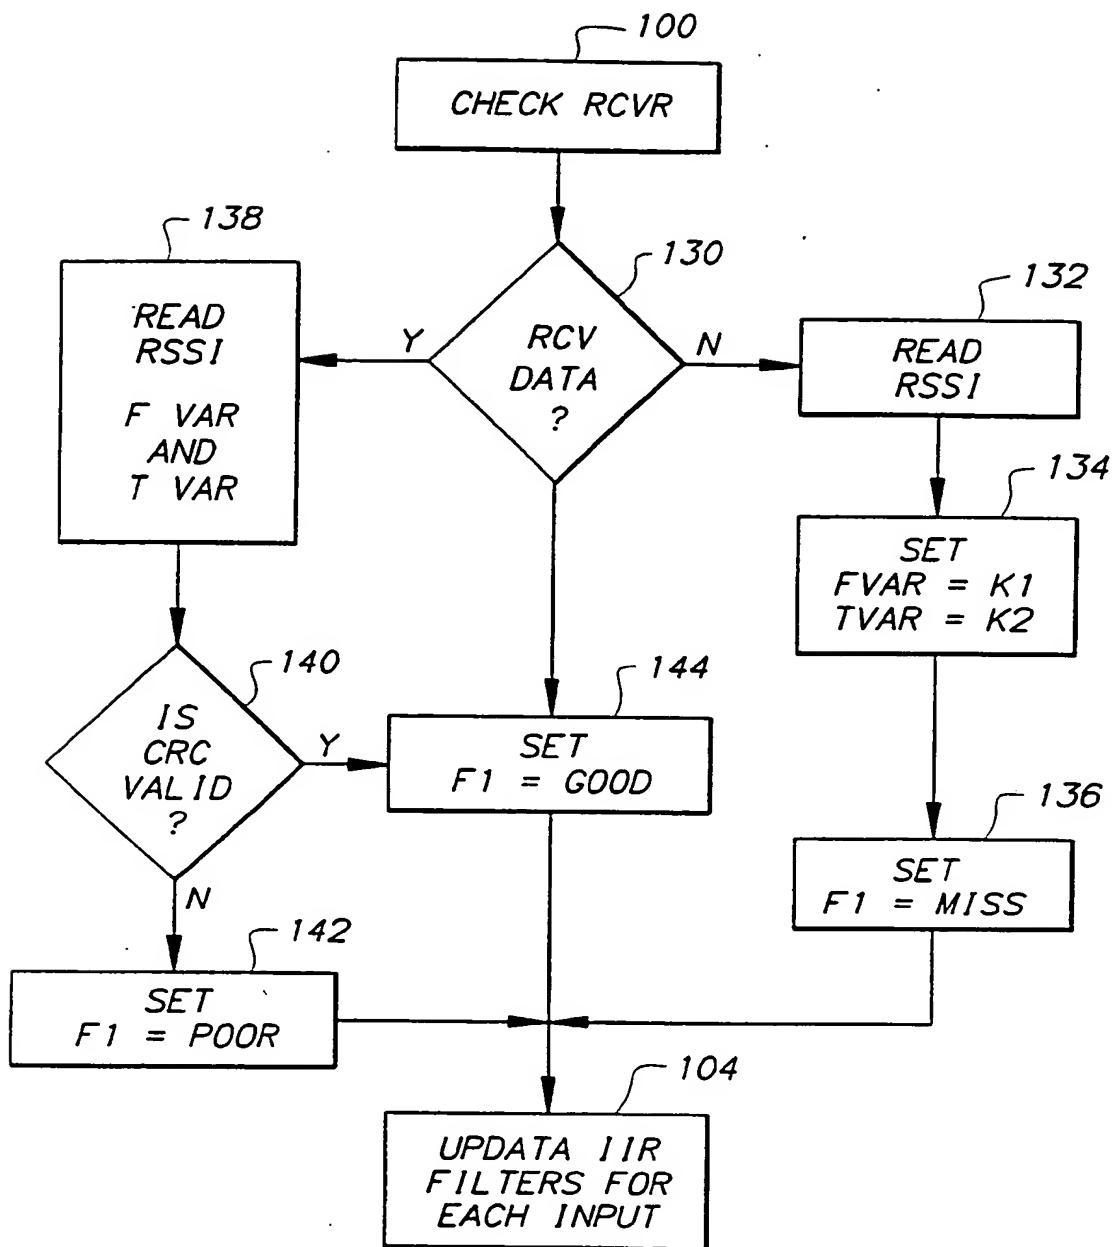 100
CHECK RCVR
138
READ
RSSI
F VAR
AND
T VAR
130
RCV
DATA
?
Y
N
132
READ
RSSI
134
SET
FVAR = K1
TVAR = K2
140
IS
CRC
VALID
?
Y
N
144
SET
F1 = GOOD
136
SET
F1 = MISS
142
SET
F1 = POOR
104
UPDATA IIR
FILTERS FOR
EACH INPUT